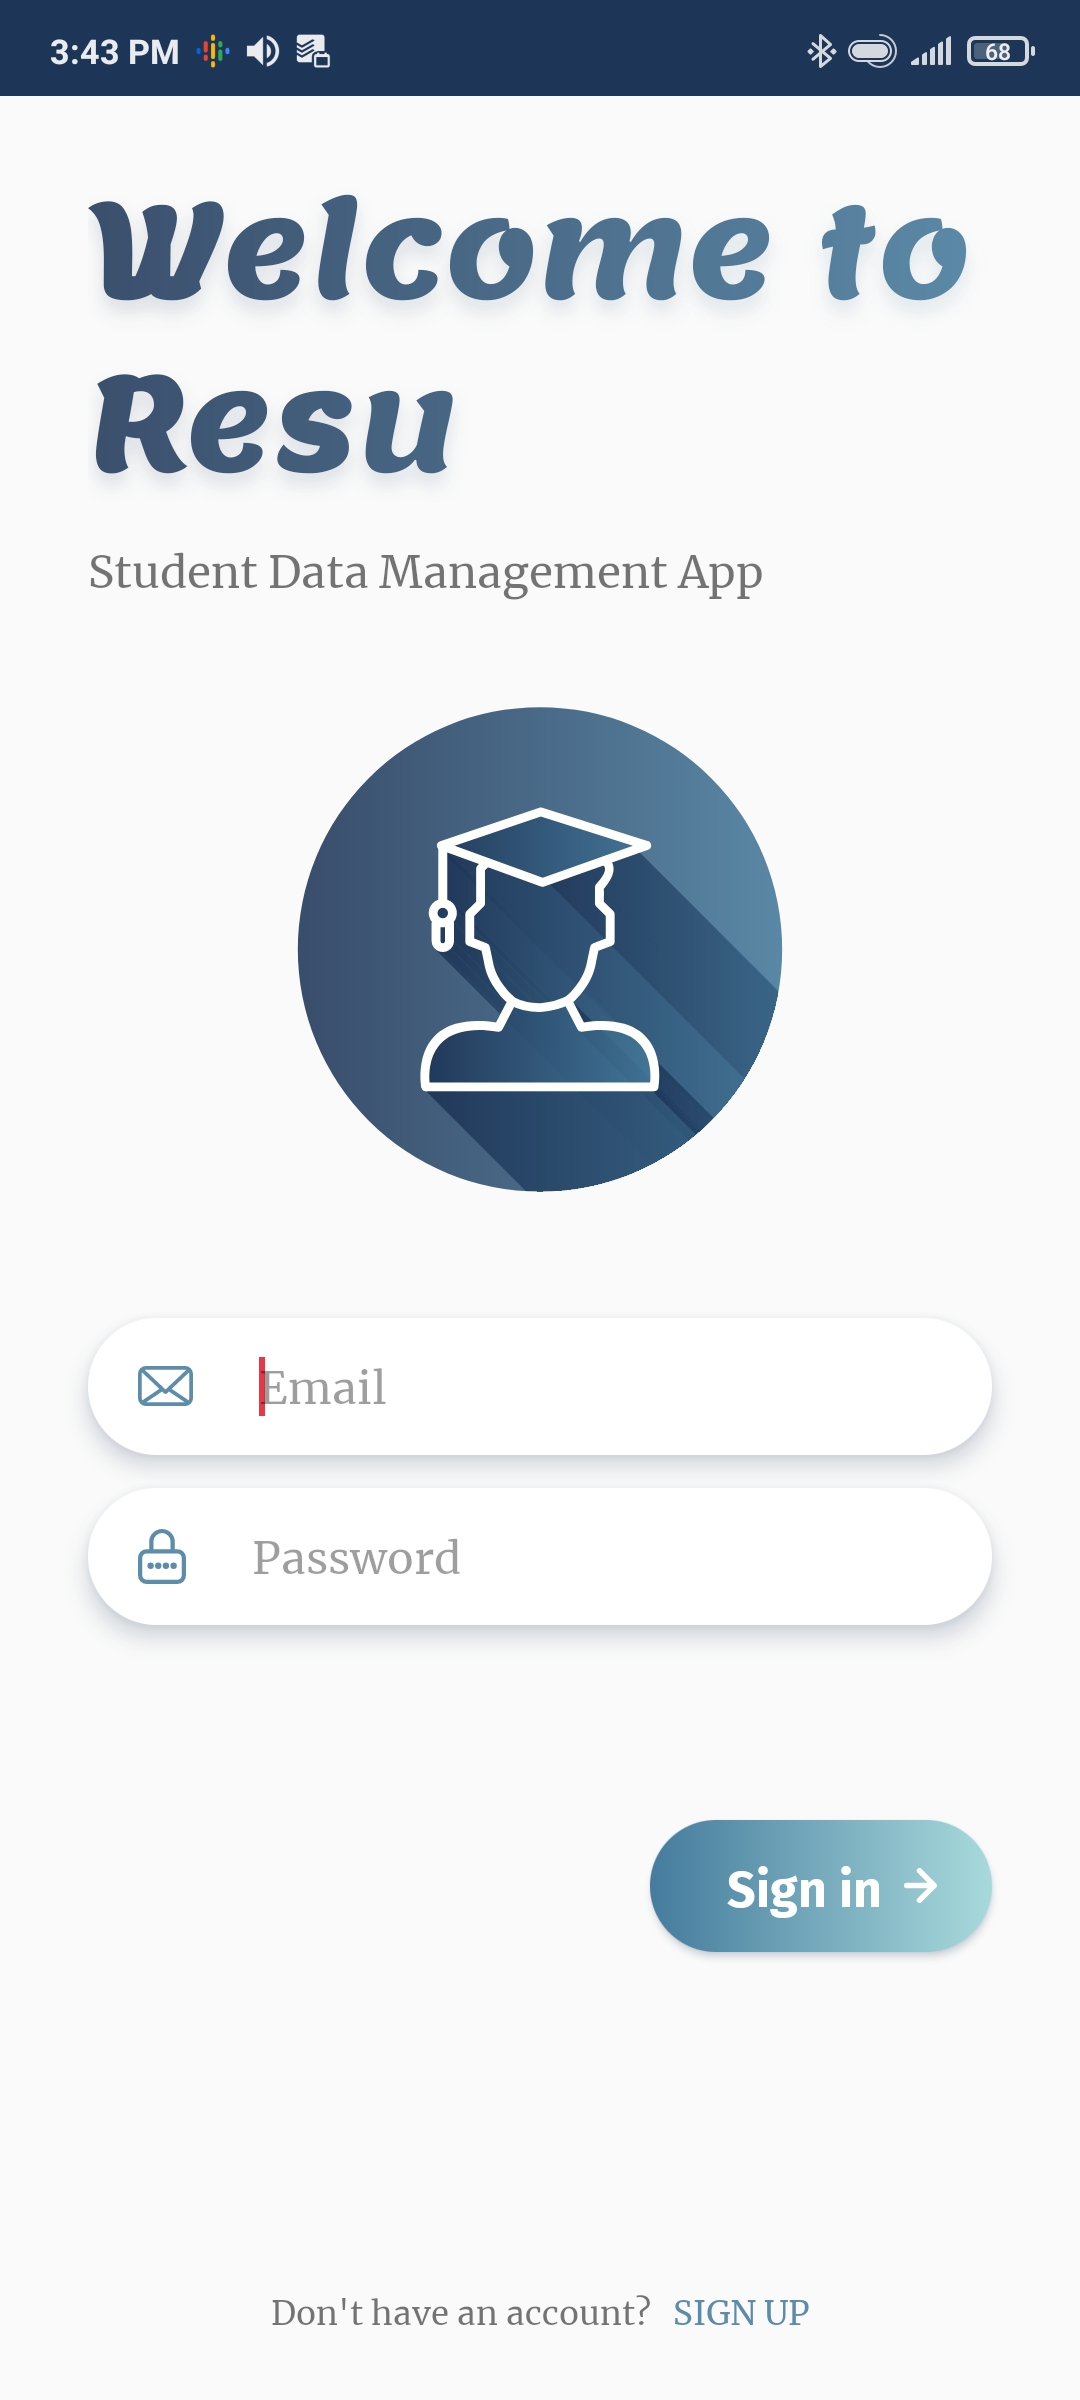 3:43 PM
68
Welcome to
Resu
Student Data Management App
Email
Password
Sign in
Don't have an account? SIGN UP